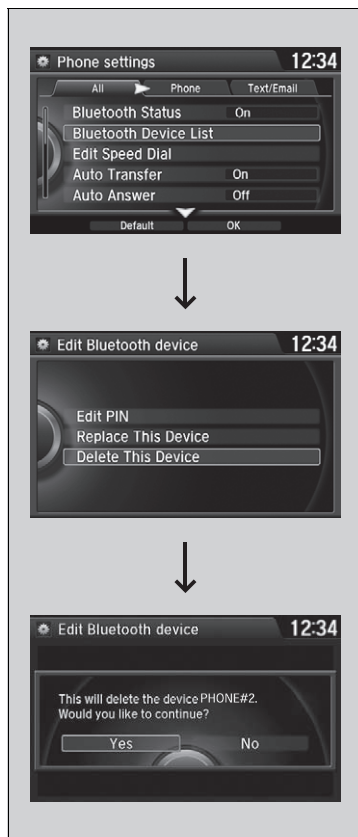 Phone settings 12:34
All Phone Text/Email
Bluetooth Status On
Bluetooth Device List
Edit Speed Dial
Auto Transfer On
Auto Answer Off
Default OK
Edit Bluetooth device 12:34
Edit PIN
Replace This Device
Delete This Device
Edit Bluetooth device 12:34
This will delete the device PHONE#2.
Would you like to continue?
Yes No